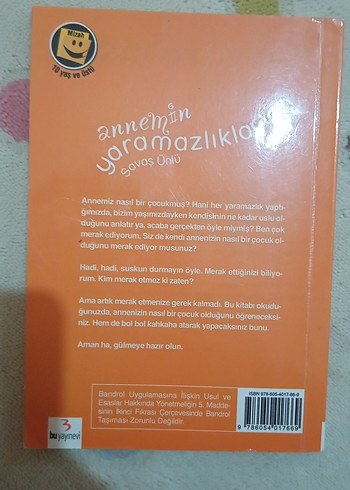 Mizah
10 yaş ve üstü
annemin
yaramazlıkları
Savaş Ünlü
Annemiz nasıl bir çocukmuş? Hani her yaramazlık yaptı-
ğımızda, bizim yaşımızdayken kendisinin ne kadar uslu ol-
duğunu anlatır ya, acaba gerçekten öyle miymiş? Ben çok
merak ediyorum. Siz de kendi annenizin nasıl bir çocuk ol-
duğunu merak ediyor musunuz?
Hadi, hadi, suskun durmayın öyle. Merak ettiğinizi biliyo-
rum. Kim merak etmez ki zaten?
Ama artık merak etmenize gerek kalmadı. Bu kitabı okudu-
ğunuzda, annenizin nasıl bir çocuk olduğunu öğreneceksi-
niz. Hem de bol bol kahkaha atarak yapacaksınız bunu.
Aman ha, gülmeye hazır olun.
Bandrol Uygulamasına İlişkin Usul ve
Esaslar Hakkında Yönetmeliğin 5. Madde-
sinin İkinci Fıkrası Çerçevesinde Bandrol
Taşıması Zorunlu Değildir.
ISBN 978-605-4017-66-9
9 786054 017669
3
bu yayınevi